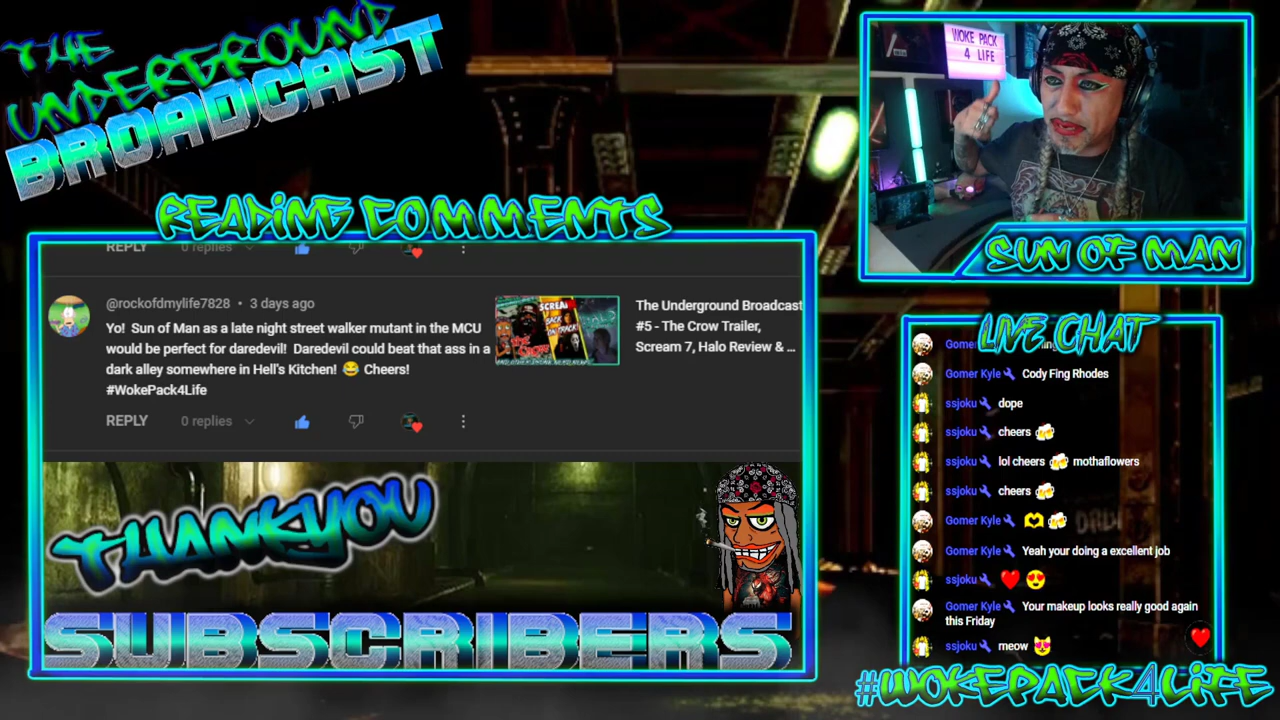 THE
UNDERGROUND
BROADCAST
WOKE PACK
4 LIFE
READING COMMENTS
SUN OF MAN
REPLY 0 replies
@rockofdmylife7828 • 3 days ago
Yo! Sun of Man as a late night street walker mutant in the MCU
would be perfect for daredevil! Daredevil could beat that ass in a
dark alley somewhere in Hell's Kitchen! 😂 Cheers!
#WokePack4Life
REPLY 0 replies
SCREAM
The Underground Broadcast
#5 - The Crow Trailer,
Scream 7, Halo Review & ...
THANKYOU
SUBSCRIBERS
LIVE CHAT
Gomer Kyle Cody Fing Rhodes
ssjoku dope
ssjoku cheers 🍻
ssjoku lol cheers 🍻 mothaflowers
ssjoku cheers 🍻
Gomer Kyle 🫶 🍻
Gomer Kyle Yeah your doing a excellent job
ssjoku ❤️ 😍
Gomer Kyle Your makeup looks really good again
this Friday
ssjoku meow 😻
#WOKEPACK4LIFE